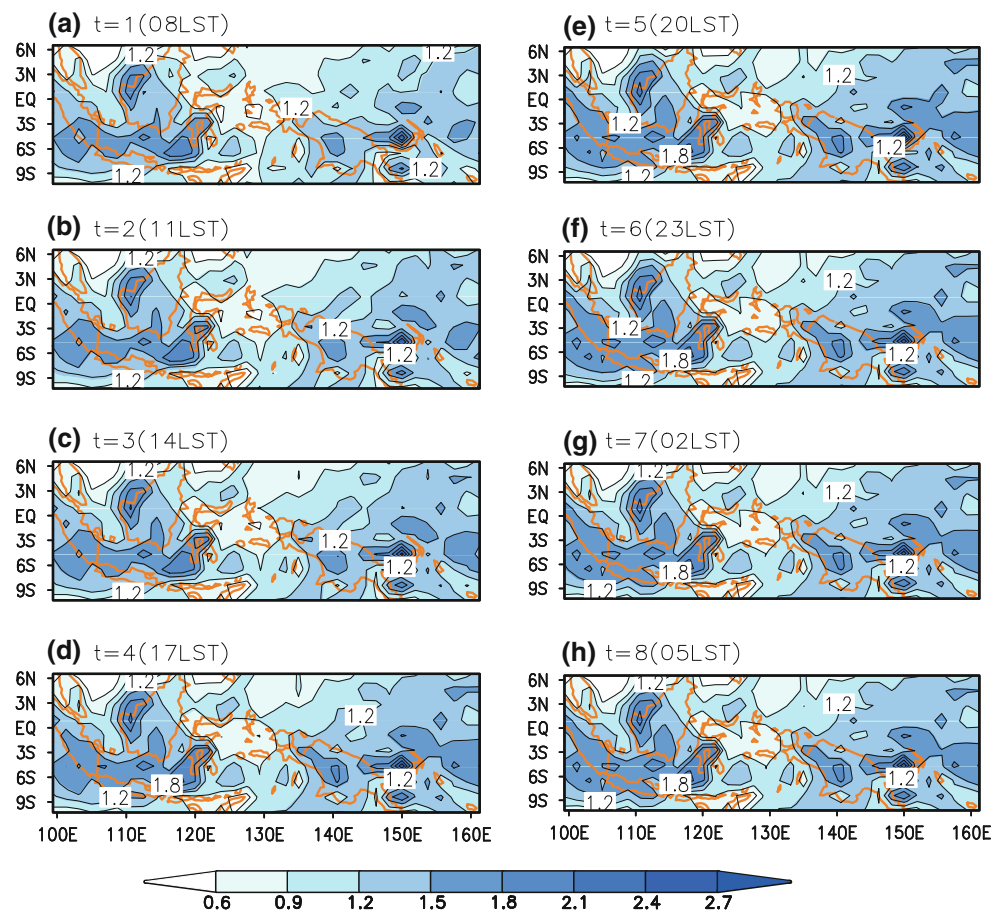 (a) t=1(08LST)
6N
3N
EQ
3S
6S
9S
1.2
1.2
1.2
1.2
1.2
(b) t=2(11LST)
6N
3N
EQ
3S
6S
9S
1.2
1.2
1.2
1.2
(c) t=3(14LST)
6N
3N
EQ
3S
6S
9S
1.2
1.2
1.2
1.2
(d) t=4(17LST)
6N
3N
EQ
3S
6S
9S
1.2
1.2
1.2
1.8
1.2
100E 110E 120E 130E 140E 150E 160E
(e) t=5(20LST)
6N
3N
EQ
3S
6S
9S
1.2
1.2
1.2
1.8
1.2
(f) t=6(23LST)
6N
3N
EQ
3S
6S
9S
1.2
1.2
1.2
1.8
1.2
(g) t=7(02LST)
6N
3N
EQ
3S
6S
9S
1.2
1.2
1.8
1.2
1.2
(h) t=8(05LST)
6N
3N
EQ
3S
6S
9S
1.2
1.2
1.8
1.2
1.2
100E 110E 120E 130E 140E 150E 160E
0.6 0.9 1.2 1.5 1.8 2.1 2.4 2.7